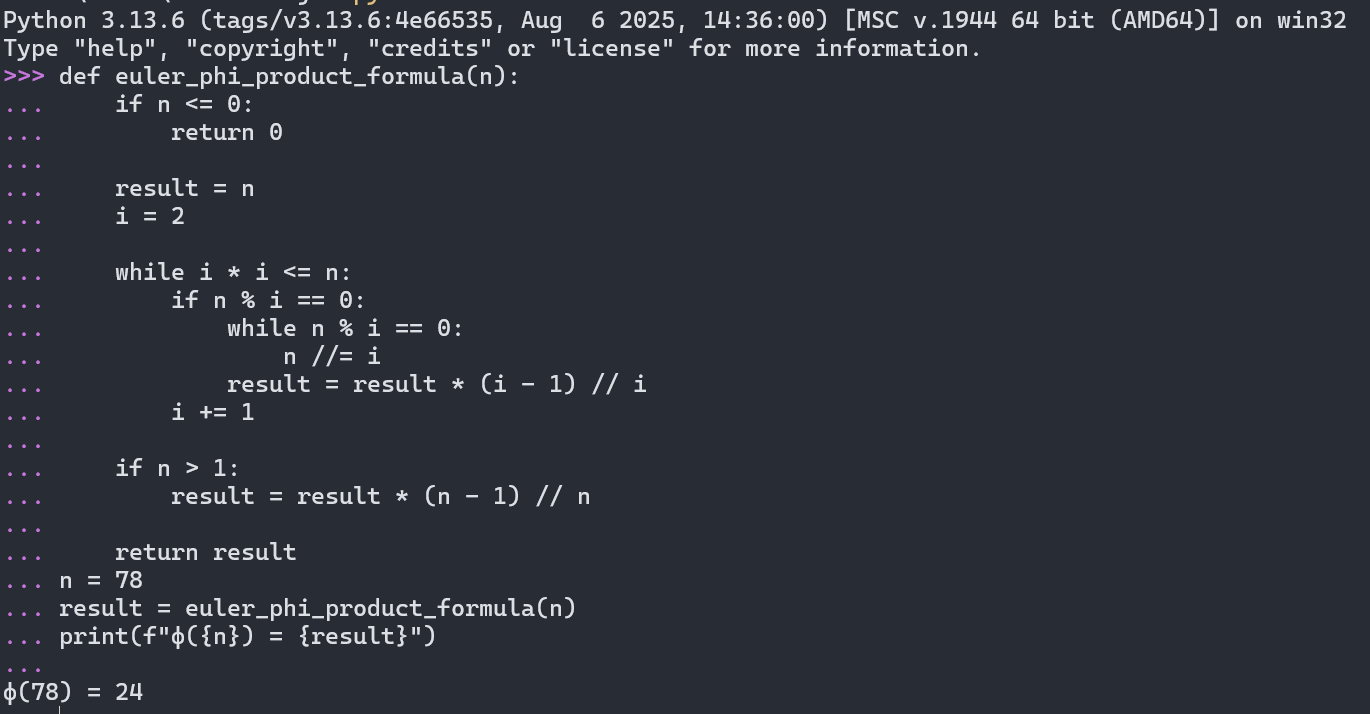 Python 3.13.6 (tags/v3.13.6:4e66535, Aug  6 2025, 14:36:00) [MSC v.1944 64 bit (AMD64)] on win32
Type "help", "copyright", "credits" or "license" for more information.
>>> def euler_phi_product_formula(n):
...     if n <= 0:
...         return 0
...
...     result = n
...     i = 2
...
...     while i * i <= n:
...         if n % i == 0:
...             while n % i == 0:
...                 n //= i
...             result = result * (i - 1) // i
...         i += 1
...
...     if n > 1:
...         result = result * (n - 1) // n
...
...     return result
... n = 78
... result = euler_phi_product_formula(n)
... print(f"φ({n}) = {result}")
...
φ(78) = 24